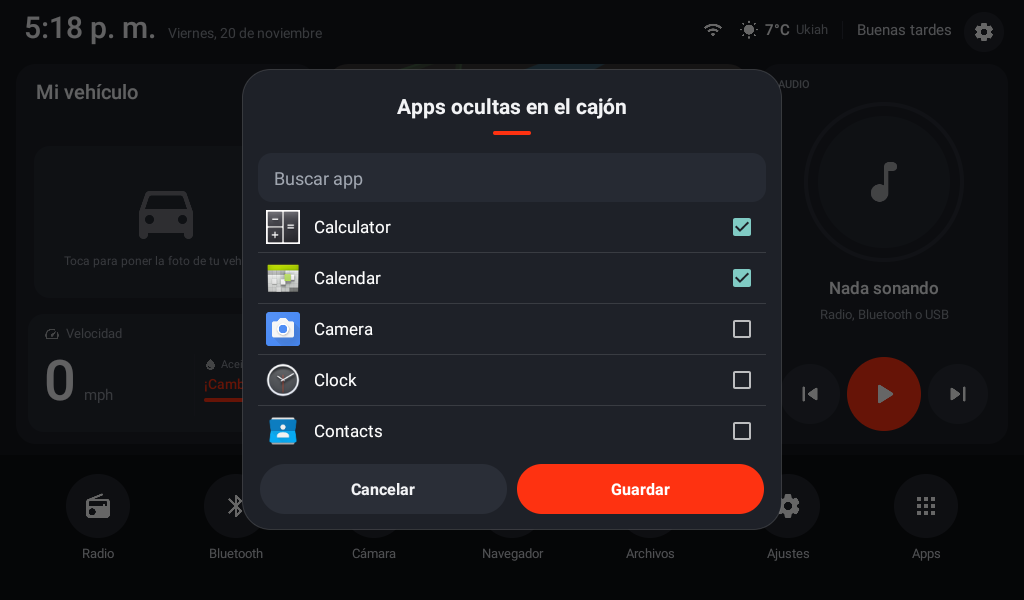 5:18 p. m.
Viernes, 20 de noviembre
7°C
Ukiah
Buenas tardes
Mi vehículo
AUDIO
Apps ocultas en el cajón
Buscar app
Calculator
Calendar
Camera
Clock
Contacts
Cancelar
Guardar
Toca para poner la foto de tu veh
Velocidad
0 mph
Acei
¡Camb
Nada sonando
Radio, Bluetooth o USB
Radio
Bluetooth
Cámara
Navegador
Archivos
Ajustes
Apps